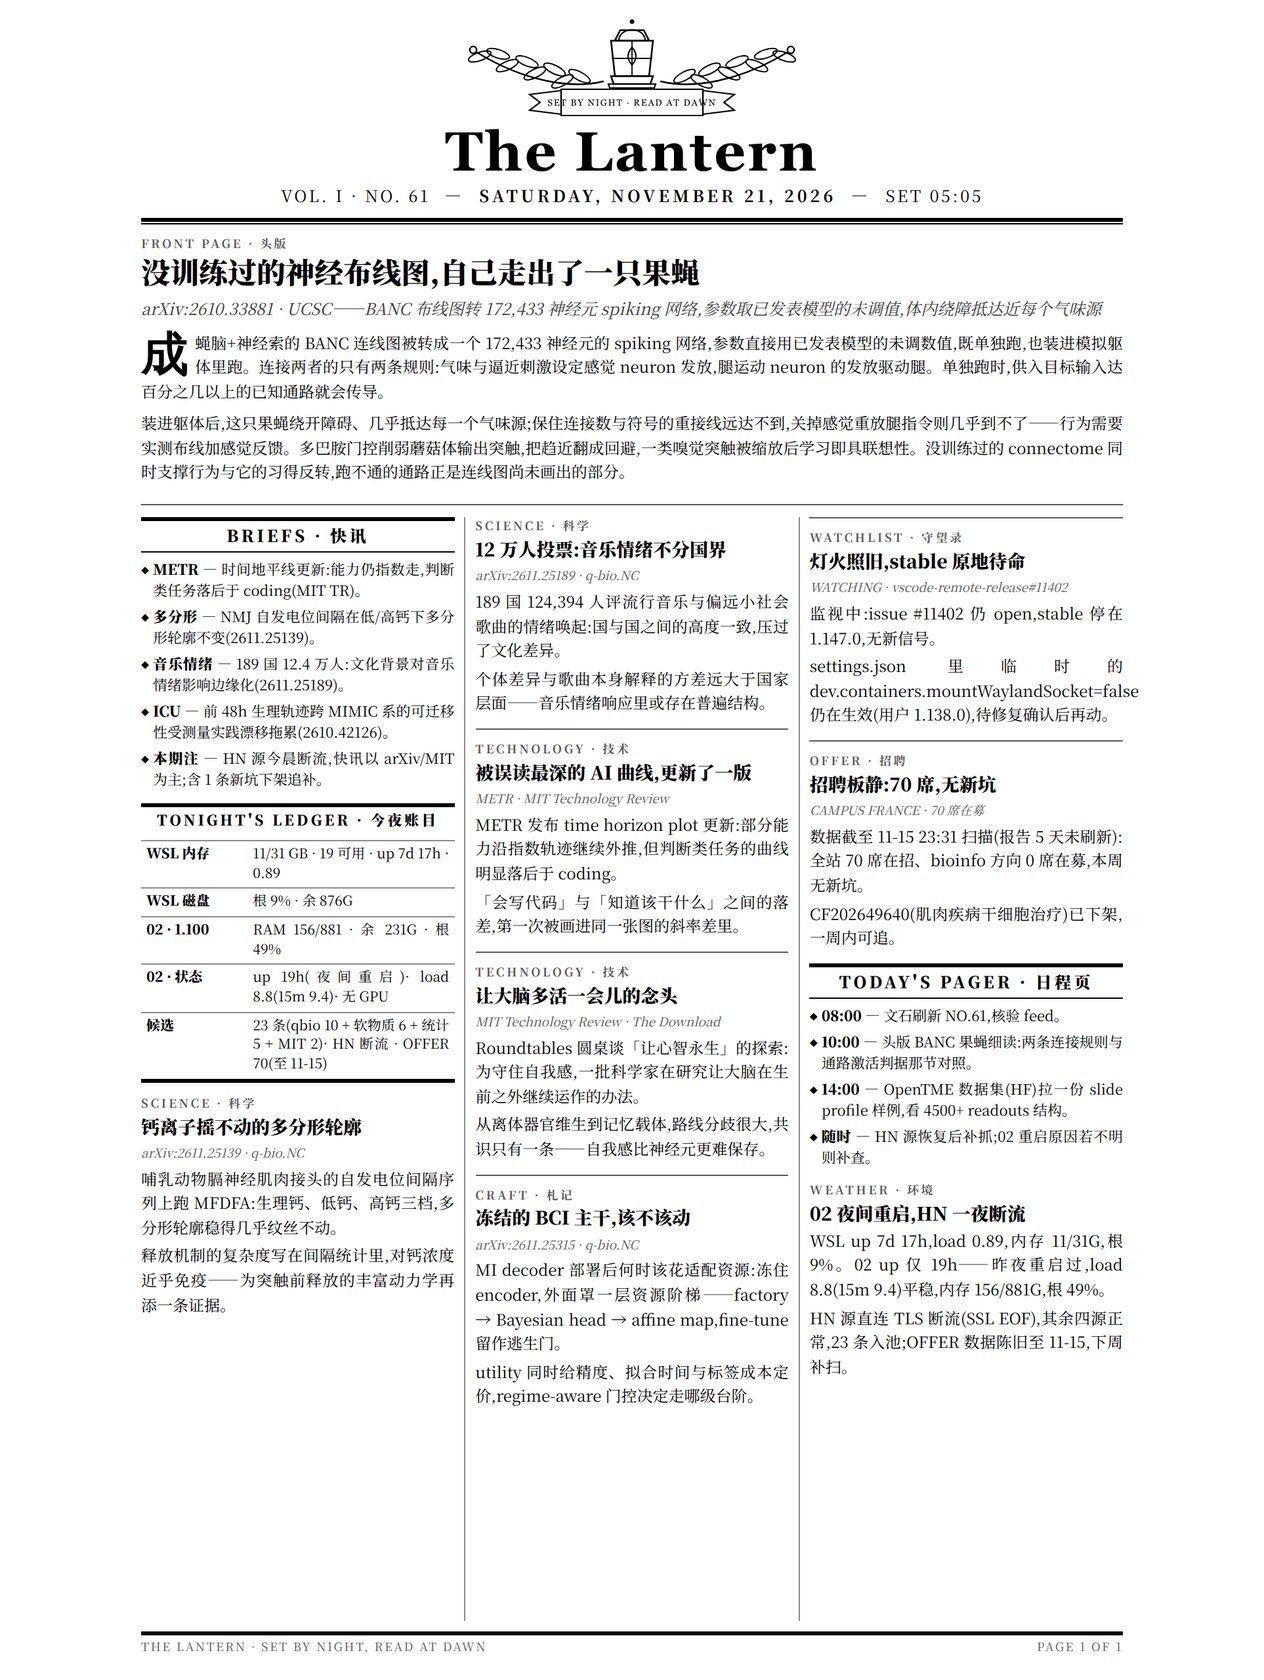 SET BY NIGHT · READ AT DAWN
The Lantern
VOL. I · NO. 61 — SATURDAY, NOVEMBER 21, 2026 — SET 05:05
FRONT PAGE · 头版
没训练过的神经布线图,自己走出了一只果蝇
arXiv:2610.33881 · UCSC——BANC 布线图转 172,433 神经元 spiking 网络,参数取已发表模型的未调值,体内绕障抵达近每个气味源
成蝇脑+神经索的 BANC 连线图被转成一个 172,433 神经元的 spiking 网络,参数直接用已发表模型的未调数值,既单独跑,也装进模拟躯
体里跑。连接两者的只有两条规则:气味与逼近刺激设定感觉 neuron 发放,腿运动 neuron 的发放驱动腿。单独跑时,供入目标输入达
百分之几以上的已知通路就会传导。
装进躯体后,这只果蝇绕开障碍、几乎抵达每一个气味源;保住连接数与符号的重接线远达不到,关掉感觉重放腿指令则几乎到不了——行为需要
实测布线加感觉反馈。多巴胺门控削弱蘑菇体输出突触,把趋近翻成回避,一类嗅觉突触被缩放后学习即具联想性。没训练过的 connectome 同
时支撑行为与它的习得反转,跑不通的通路正是连线图尚未画出的部分。
BRIEFS · 快讯
◆ METR — 时间地平线更新:能力仍指数走,判断
类任务落后于 coding(MIT TR)。
◆ 多分形 — NMJ 自发电位间隔在低/高钙下多分
形轮廓不变(2611.25139)。
◆ 音乐情绪 — 189 国 12.4 万人:文化背景对音乐
情绪影响边缘化(2611.25189)。
◆ ICU — 前 48h 生理轨迹跨 MIMIC 系的可迁移
性受测量实践漂移拖累(2610.42126)。
◆ 本期注 — HN 源今晨断流,快讯以 arXiv/MIT
为主;含 1 条新坑下架追补。
TONIGHT'S LEDGER · 今夜账目
WSL 内存 11/31 GB · 19 可用 · up 7d 17h ·
0.89
WSL 磁盘 根 9% · 余 876G
02 · 1.100 RAM 156/881 · 余 231G · 根
49%
02 · 状态 up 19h(夜间重启)· load
8.8(15m 9.4)· 无 GPU
候选 23 条(qbio 10 + 软物质 6 + 统计
5 + MIT 2)· HN 断流 · OFFER
70(至 11-15)
SCIENCE · 科学
钙离子摇不动的多分形轮廓
arXiv:2611.25139 · q-bio.NC
哺乳动物膈神经肌肉接头的自发电位间隔序
列上跑 MFDFA:生理钙、低钙、高钙三档,多
分形轮廓稳得几乎纹丝不动。
释放机制的复杂度写在间隔统计里,对钙浓度
近乎免疫——为突触前释放的丰富动力学再
添一条证据。
SCIENCE · 科学
12 万人投票:音乐情绪不分国界
arXiv:2611.25189 · q-bio.NC
189 国 124,394 人评流行音乐与偏远小社会
歌曲的情绪唤起:国与国之间的高度一致,压过
了文化差异。
个体差异与歌曲本身解释的方差远大于国家
层面——音乐情绪响应里或存在普遍结构。
TECHNOLOGY · 技术
被误读最深的 AI 曲线,更新了一版
METR · MIT Technology Review
METR 发布 time horizon plot 更新:部分能
力沿指数轨迹继续外推,但判断类任务的曲线
明显落后于 coding。
「会写代码」与「知道该干什么」之间的落
差,第一次被画进同一张图的斜率差里。
TECHNOLOGY · 技术
让大脑多活一会儿的念头
MIT Technology Review · The Download
Roundtables 圆桌谈「让心智永生」的探索:
为守住自我感,一批科学家在研究让大脑在生
前之外继续运作的办法。
从离体器官维生到记忆载体,路线分歧很大,共
识只有一条——自我感比神经元更难保存。
CRAFT · 札记
冻结的 BCI 主干,该不该动
arXiv:2611.25315 · q-bio.NC
MI decoder 部署后何时该花适配资源:冻住
encoder,外面罩一层资源阶梯——factory
→ Bayesian head → affine map,fine-tune
留作逃生门。
utility 同时给精度、拟合时间与标签成本定
价,regime-aware 门控决定走哪级台阶。
WATCHLIST · 守望录
灯火照旧,stable 原地待命
WATCHING · vscode-remote-release#11402
监视中:issue #11402 仍 open,stable 停在
1.147.0,无新信号。
settings.json 里临时的
dev.containers.mountWaylandSocket=false
仍在生效(用户 1.138.0),待修复确认后再动。
OFFER · 招聘
招聘板静:70 席,无新坑
CAMPUS FRANCE · 70 席在募
数据截至 11-15 23:31 扫描(报告 5 天未刷新):
全站 70 席在招、bioinfo 方向 0 席在募,本周
无新坑。
CF202649640(肌肉疾病干细胞治疗)已下架,
一周内可追。
TODAY'S PAGER · 日程页
◆ 08:00 — 文石刷新 NO.61,核验 feed。
◆ 10:00 — 头版 BANC 果蝇细读:两条连接规则与
通路激活判据那节对照。
◆ 14:00 — OpenTME 数据集(HF)拉一份 slide
profile 样例,看 4500+ readouts 结构。
◆ 随时 — HN 源恢复后补抓;02 重启原因若不明
则补查。
WEATHER · 环境
02 夜间重启,HN 一夜断流
WSL up 7d 17h,load 0.89,内存 11/31G,根
9%。02 up 仅 19h——昨夜重启过,load
8.8(15m 9.4)平稳,内存 156/881G,根 49%。
HN 源直连 TLS 断流(SSL EOF),其余四源正
常,23 条入池;OFFER 数据陈旧至 11-15,下周
补扫。
THE LANTERN · SET BY NIGHT, READ AT DAWN
PAGE 1 OF 1